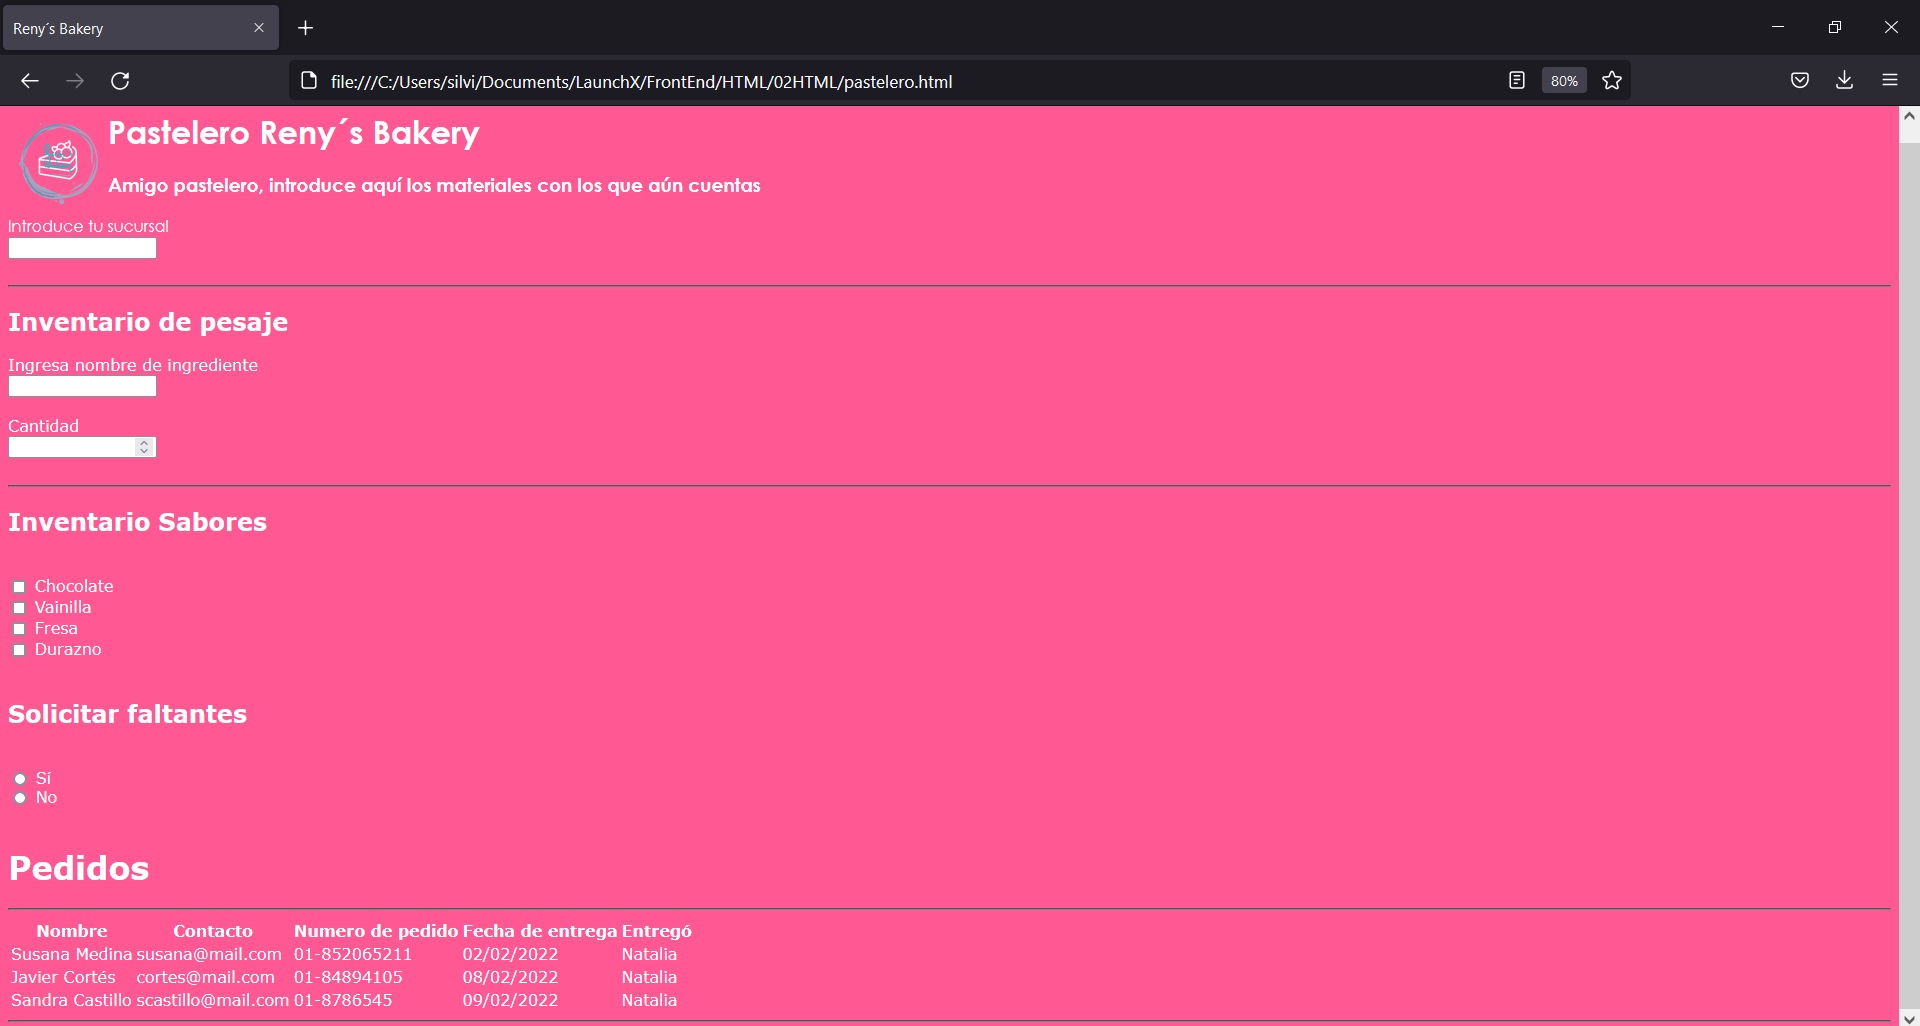 Reny´s Bakery
file:///C:/Users/silvi/Documents/LaunchX/FrontEnd/HTML/02HTML/pastelero.html
80%
Pastelero Reny´s Bakery
Amigo pastelero, introduce aquí los materiales con los que aún cuentas
Introduce tu sucursal
Inventario de pesaje
Ingresa nombre de ingrediente
Cantidad
Inventario Sabores
Chocolate
Vainilla
Fresa
Durazno
Solicitar faltantes
Sí
No
Pedidos
Nombre Contacto Numero de pedido Fecha de entrega Entregó
Susana Medina susana@mail.com 01-852065211 02/02/2022 Natalia
Javier Cortés cortes@mail.com 01-84894105 08/02/2022 Natalia
Sandra Castillo scastillo@mail.com 01-8786545 09/02/2022 Natalia